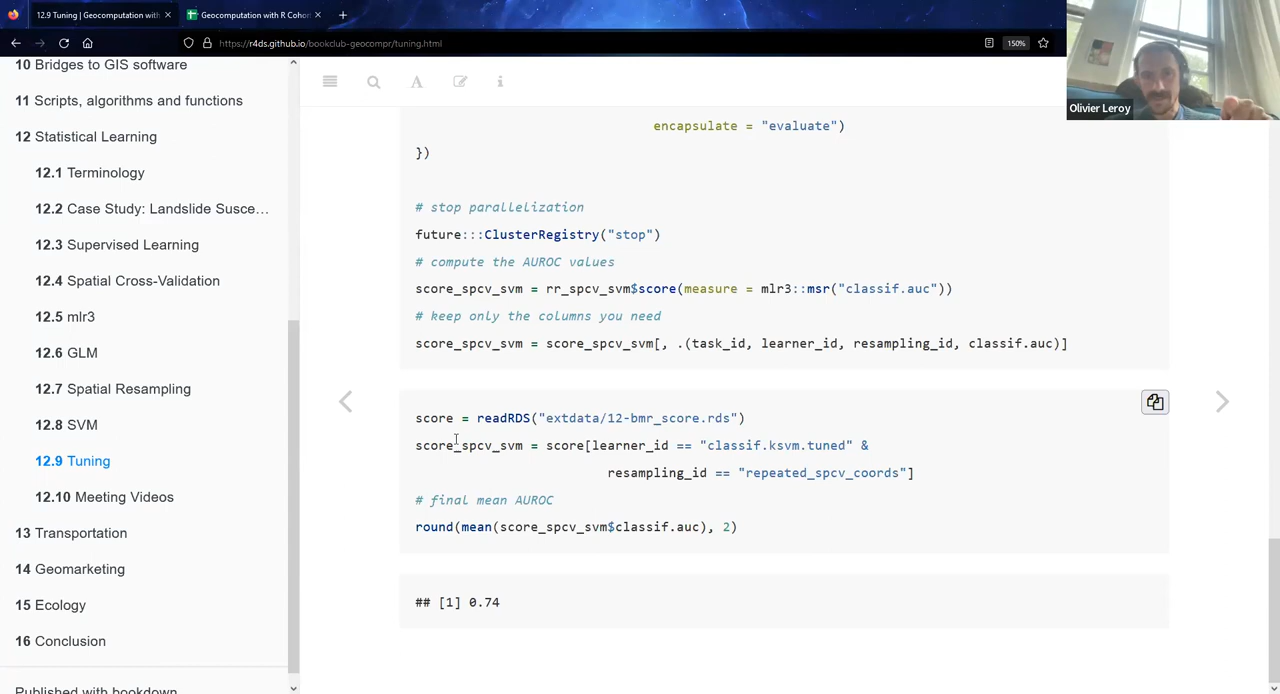 12.9 Tuning | Geocomputation with
Geocomputation with R Cohor
https://r4ds.github.io/bookclub-geocompr/tuning.html
150%
Olivier Leroy
10 Bridges to GIS software
11 Scripts, algorithms and functions
12 Statistical Learning
12.1 Terminology
12.2 Case Study: Landslide Susce…
12.3 Supervised Learning
12.4 Spatial Cross-Validation
12.5 mlr3
12.6 GLM
12.7 Spatial Resampling
12.8 SVM
12.9 Tuning
12.10 Meeting Videos
13 Transportation
14 Geomarketing
15 Ecology
16 Conclusion
Published with bookdown
encapsulate = "evaluate")
})
# stop parallelization
future:::ClusterRegistry("stop")
# compute the AUROC values
score_spcv_svm = rr_spcv_svm$score(measure = mlr3::msr("classif.auc"))
# keep only the columns you need
score_spcv_svm = score_spcv_svm[, .(task_id, learner_id, resampling_id, classif.auc)]
score = readRDS("extdata/12-bmr_score.rds")
score_spcv_svm = score[learner_id == "classif.ksvm.tuned" &
resampling_id == "repeated_spcv_coords"]
# final mean AUROC
round(mean(score_spcv_svm$classif.auc), 2)
## [1] 0.74